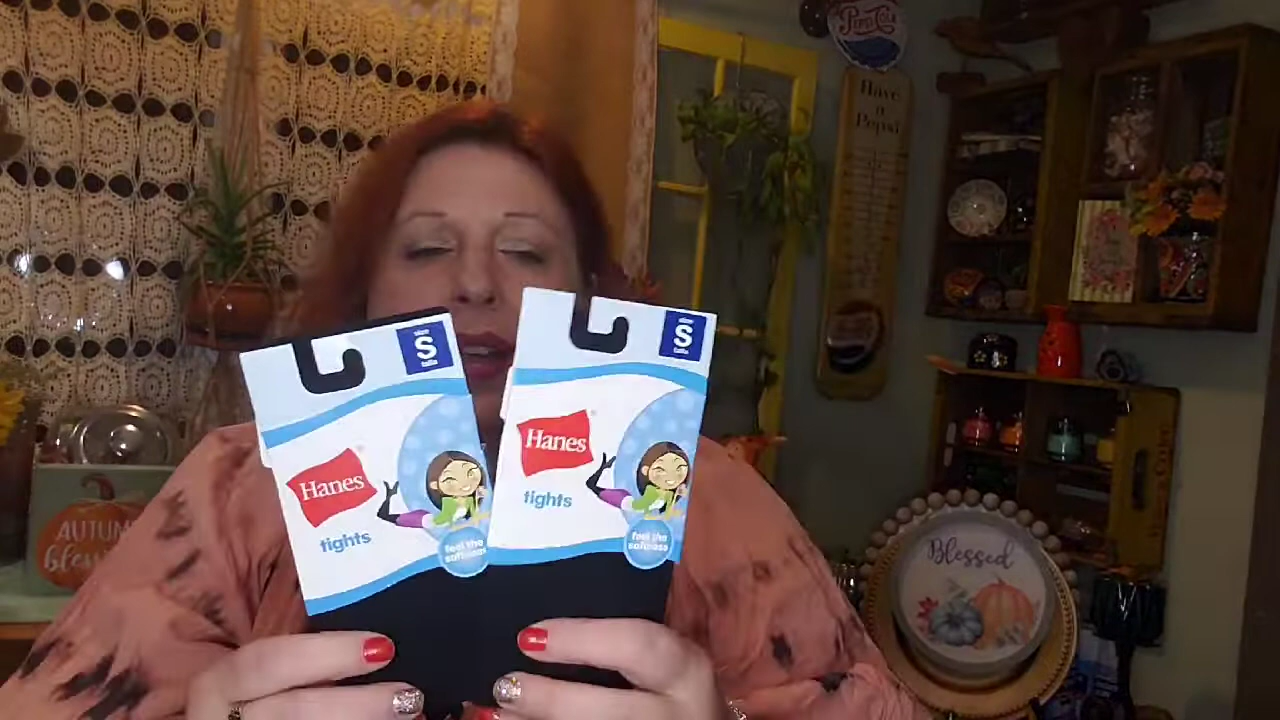 PEPSI-COLA
Have
a
Pepsi
size
S
talla
Hanes
tights
feel the
softness
size
S
talla
Hanes
tights
feel the
softness
AUTUMN
Blessed